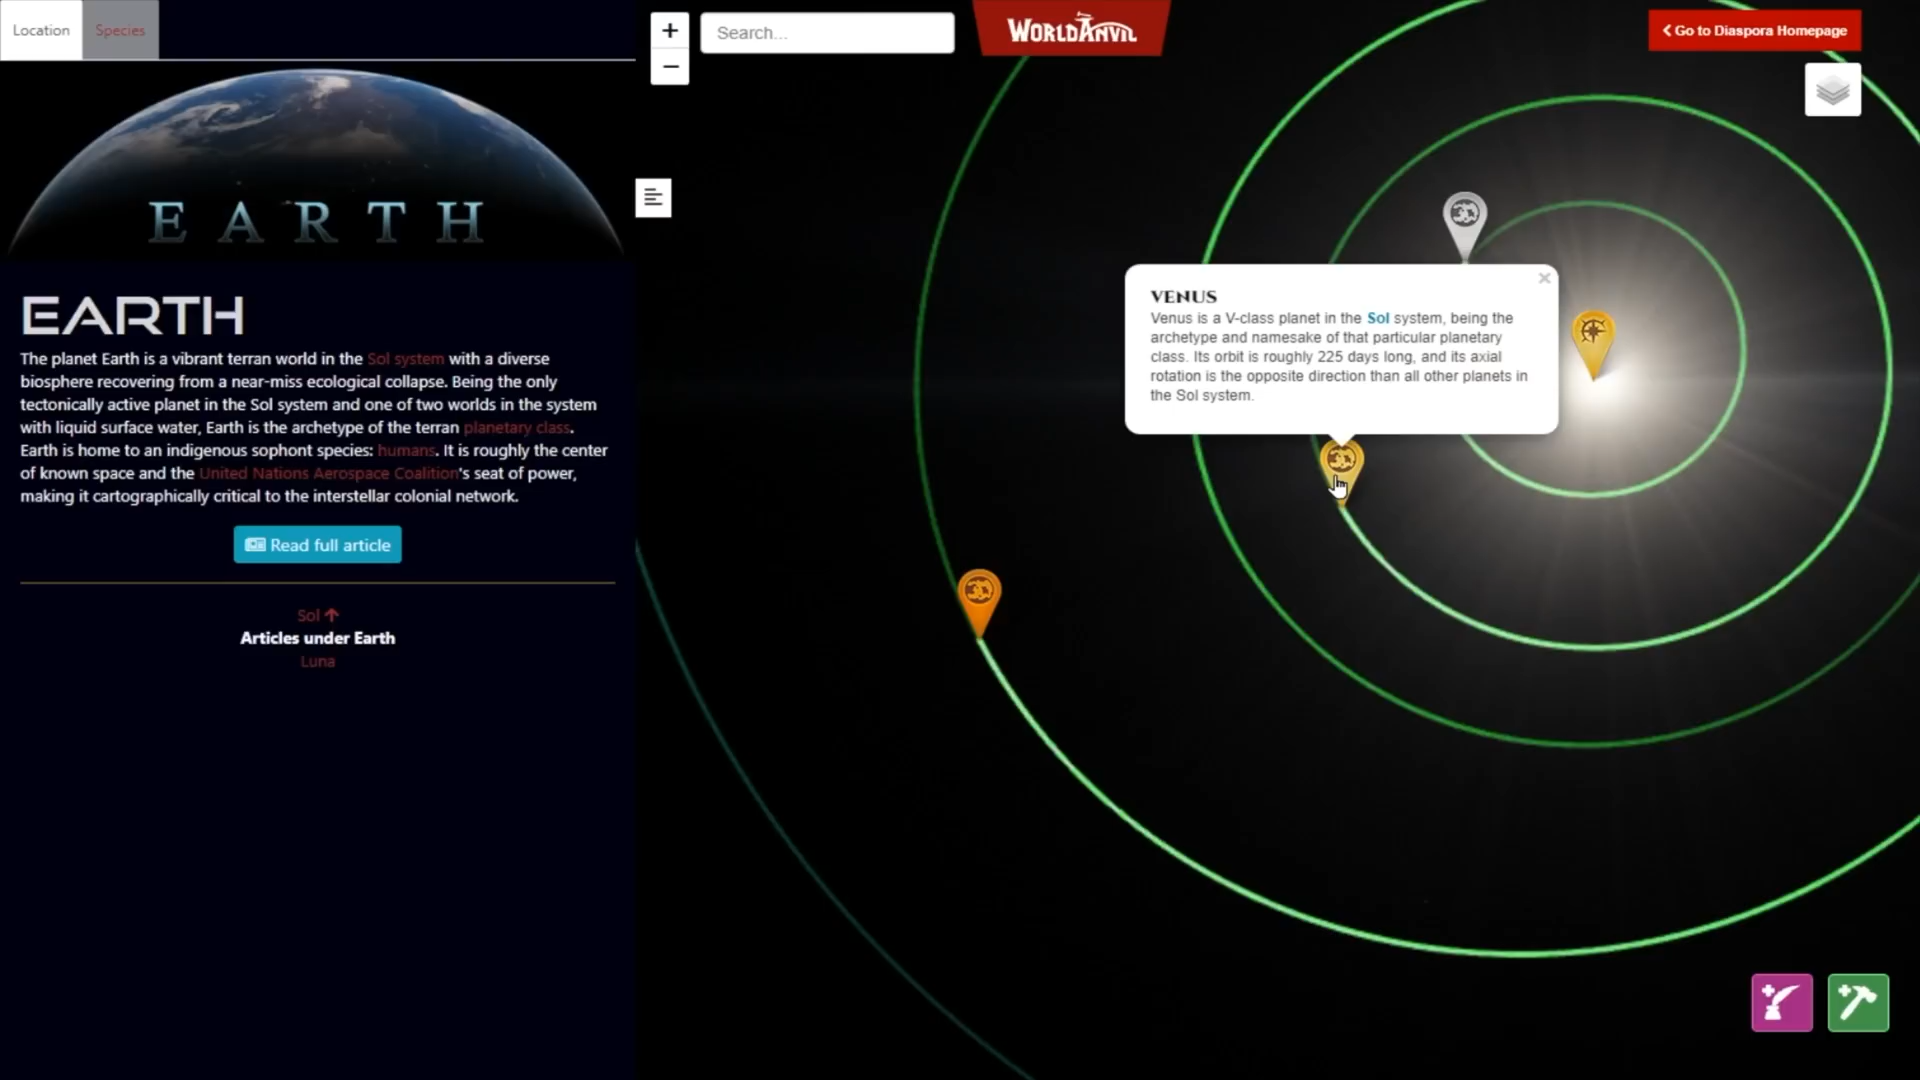 Location
Species
EARTH
EARTH
The planet Earth is a vibrant terran world in the Sol system with a diverse
biosphere recovering from a near-miss ecological collapse. Being the only
tectonically active planet in the Sol system and one of two worlds in the system
with liquid surface water, Earth is the archetype of the terran planetary class.
Earth is home to an indigenous sophont species: humans. It is roughly the center
of known space and the United Nations Aerospace Coalition's seat of power,
making it cartographically critical to the interstellar colonial network.
Read full article
Sol
Articles under Earth
Luna
+
−
Search...
WORLDANVIL
Go to Diaspora Homepage
×
VENUS
Venus is a V-class planet in the Sol system, being the
archetype and namesake of that particular planetary
class. Its orbit is roughly 225 days long, and its axial
rotation is the opposite direction than all other planets in
the Sol system.